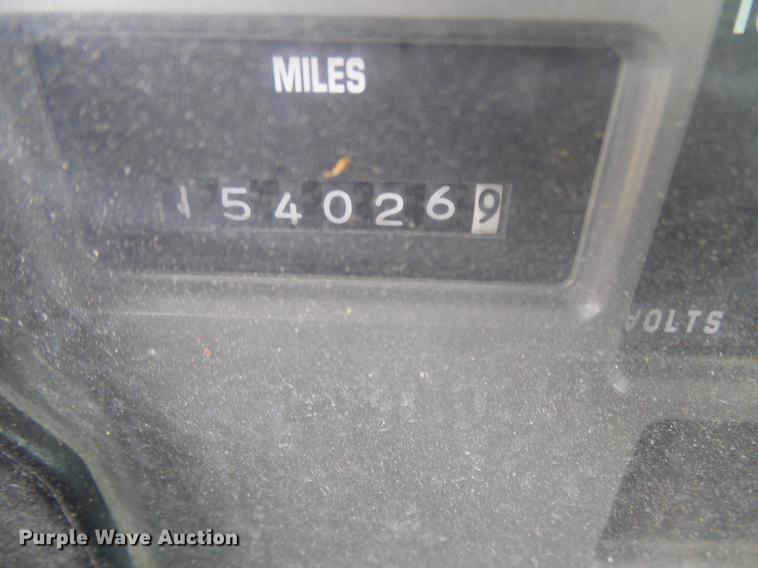 MILES
1540269
VOLTS
Purple Wave Auction